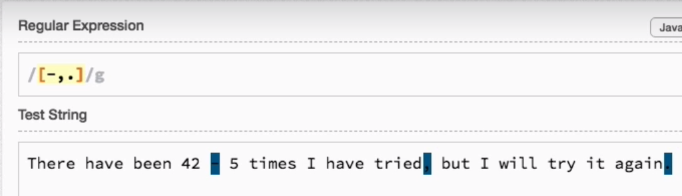 Regular Expression
Java
/[-,.]/g
Test String
There have been 42 - 5 times I have tried, but I will try it again.